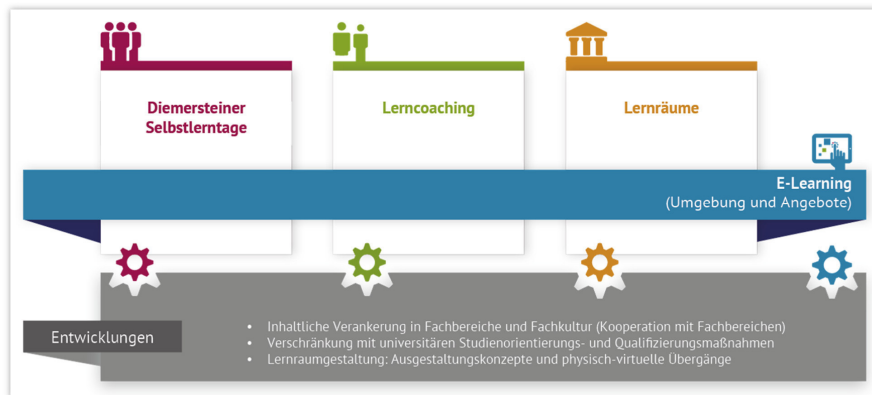 Diemersteiner
Selbstlerntage
Lerncoaching
Lernräume
E-Learning
(Umgebung und Angebote)
Entwicklungen
• Inhaltliche Verankerung in Fachbereiche und Fachkultur (Kooperation mit Fachbereichen)
• Verschränkung mit universitären Studienorientierungs- und Qualifizierungsmaßnahmen
• Lernraumgestaltung: Ausgestaltungskonzepte und physisch-virtuelle Übergänge